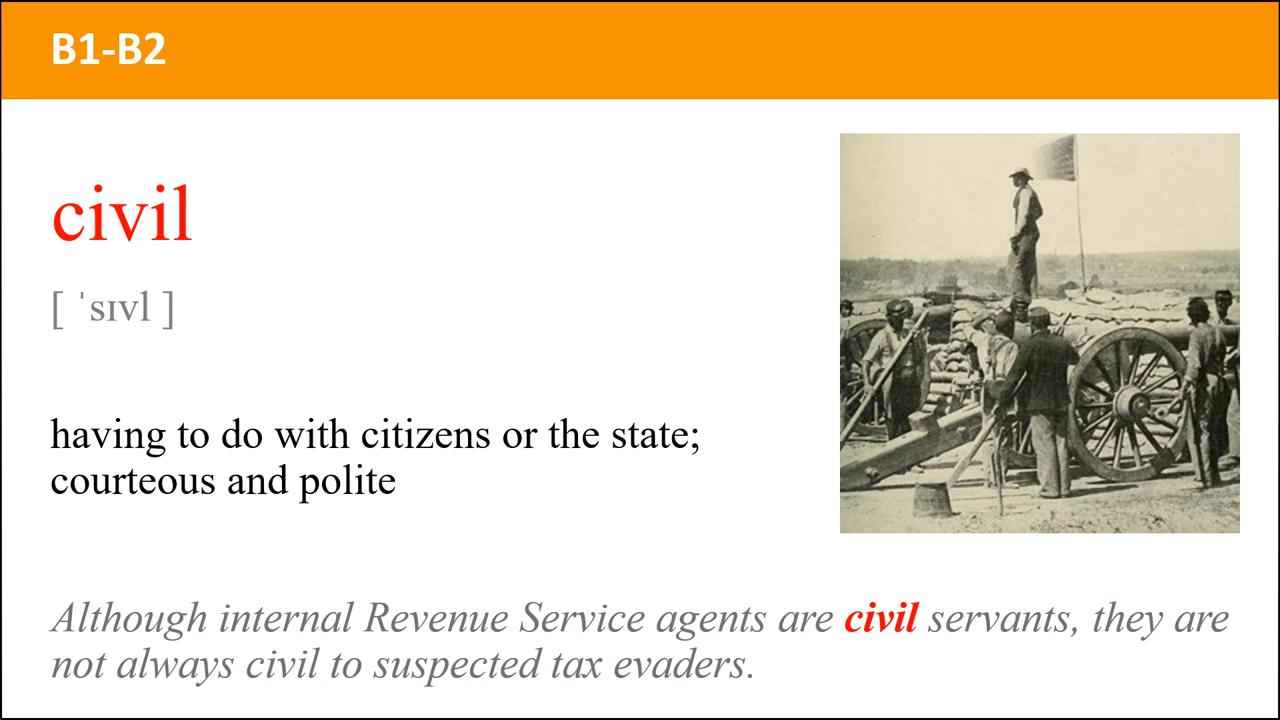 B1-B2
civil
[ ˈsɪvl ]
having to do with citizens or the state;
courteous and polite
Although internal Revenue Service agents are civil servants, they are
not always civil to suspected tax evaders.